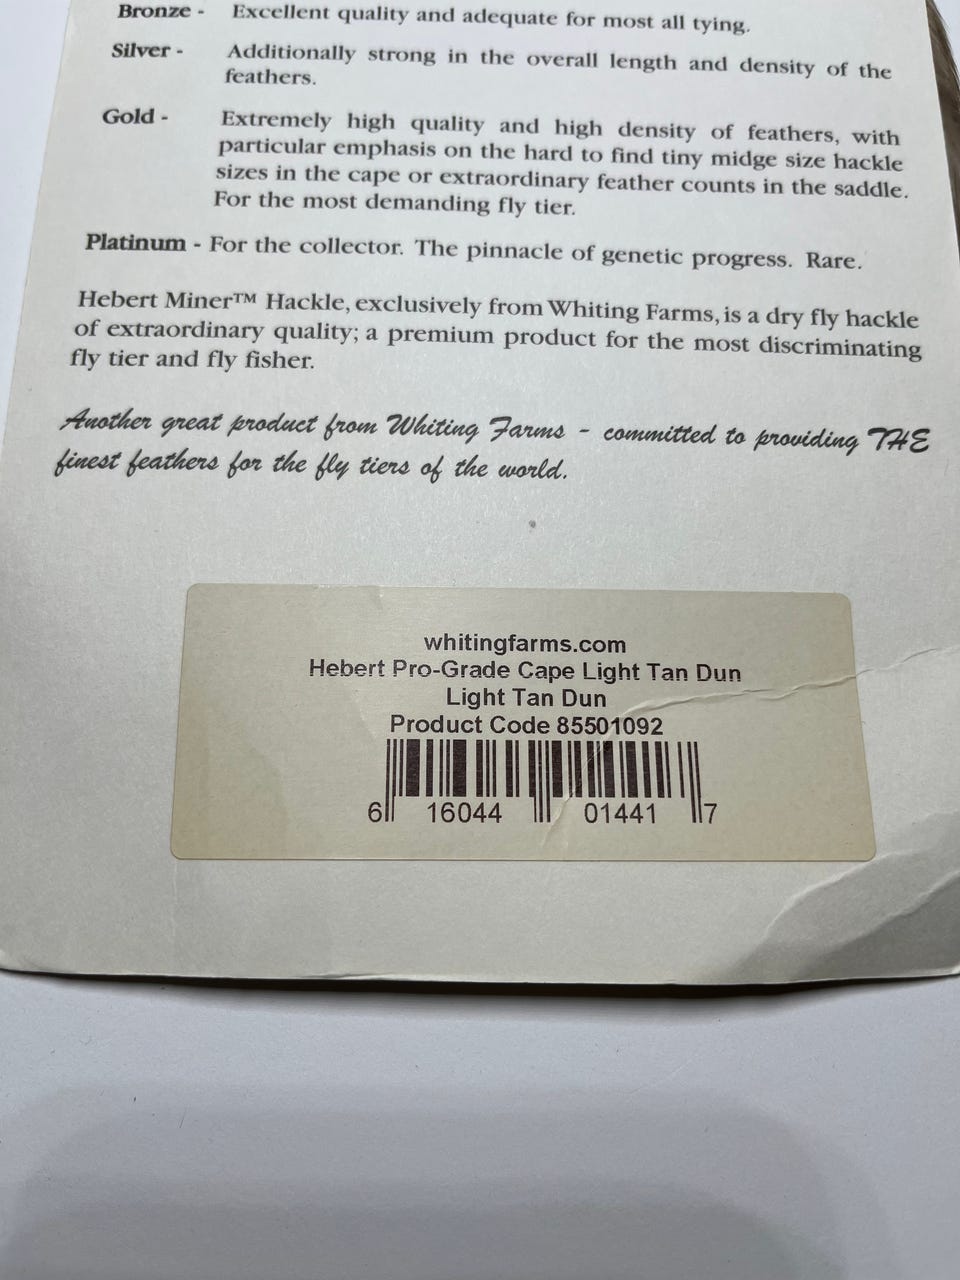 Bronze - Excellent quality and adequate for most all tying.
Silver - Additionally strong in the overall length and density of the
feathers.
Gold - Extremely high quality and high density of feathers, with
particular emphasis on the hard to find tiny midge size hackle
sizes in the cape or extraordinary feather counts in the saddle.
For the most demanding fly tier.
Platinum - For the collector. The pinnacle of genetic progress. Rare.
Hebert Miner™ Hackle, exclusively from Whiting Farms, is a dry fly hackle
of extraordinary quality; a premium product for the most discriminating
fly tier and fly fisher.
Another great product from Whiting Farms - committed to providing THE
finest feathers for the fly tiers of the world.
whitingfarms.com
Hebert Pro-Grade Cape Light Tan Dun
Light Tan Dun
Product Code 85501092
6 16044 01441 7